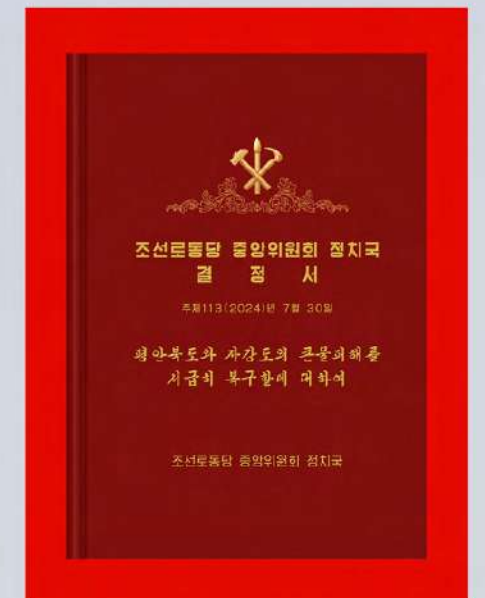 조선로동당 중앙위원회 정치국
결 정 서
주체113(2024)년 7월 30일
평안북도와 자강도의 큰물피해를
시급히 복구할데 대하여
조선로동당 중앙위원회 정치국